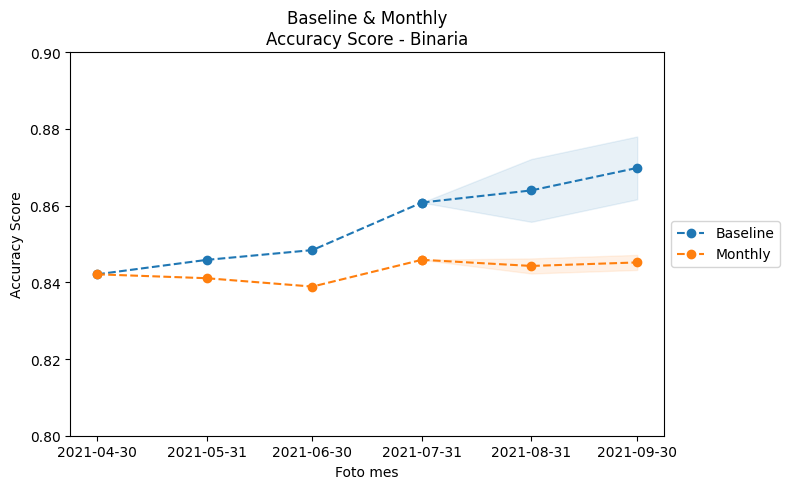 Baseline & Monthly
Accuracy Score - Binaria
Accuracy Score
0.90
0.88
0.86
0.84
0.82
0.80
2021-04-30
2021-05-31
2021-06-30
2021-07-31
2021-08-31
2021-09-30
Foto mes
Baseline
Monthly